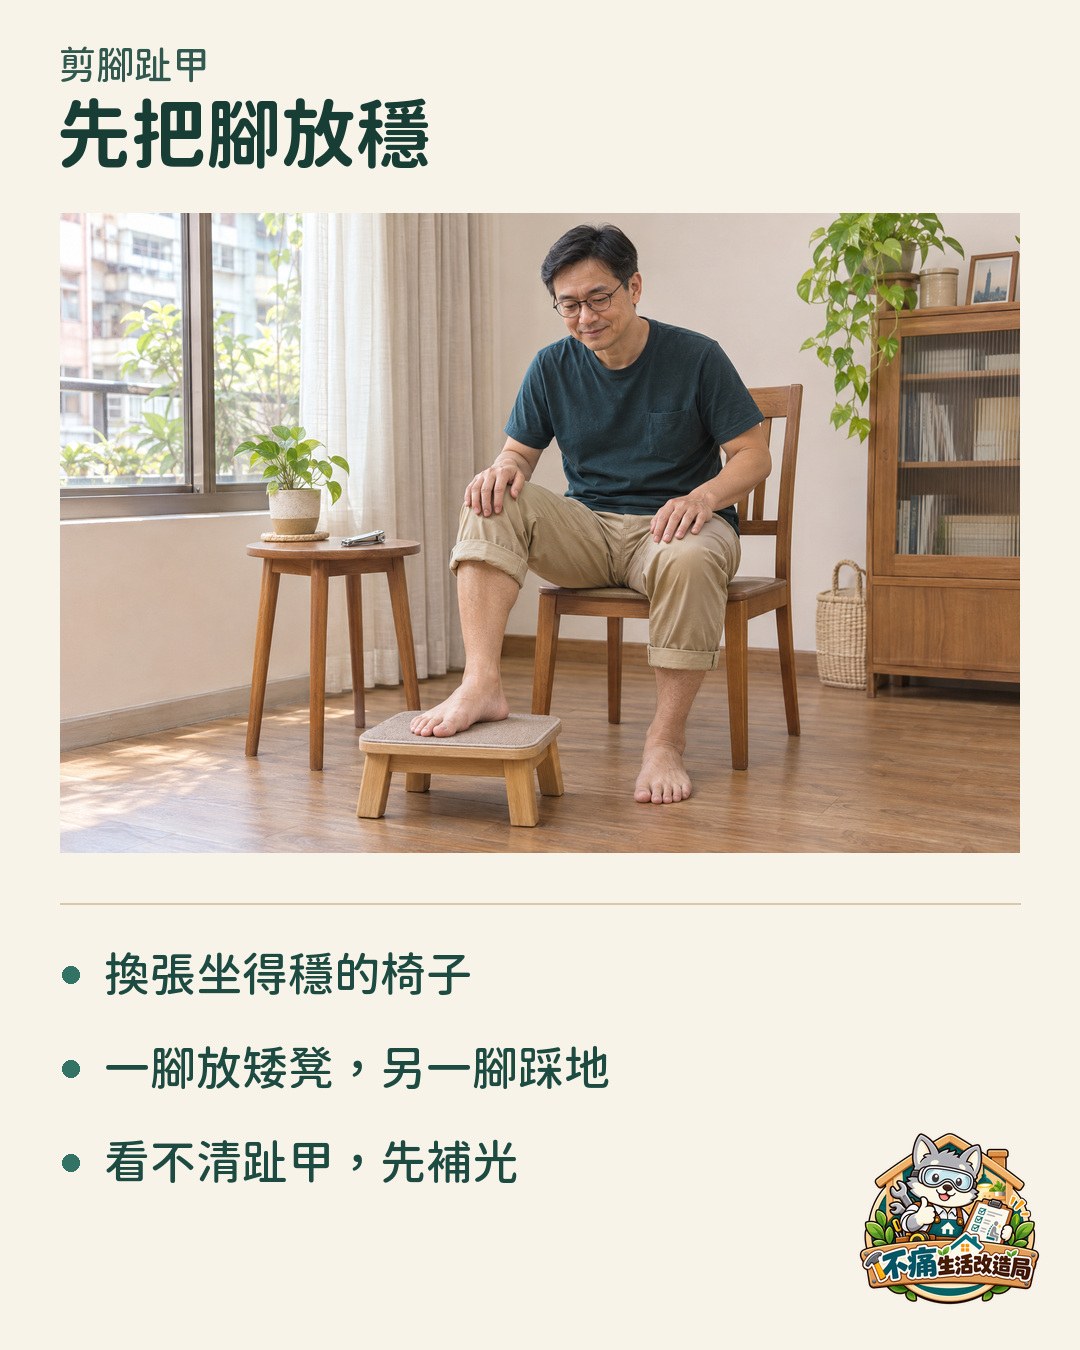 剪腳趾甲
先把腳放穩
換張坐得穩的椅子
一腳放矮凳，另一腳踩地
看不清趾甲，先補光
不痛生活改造局